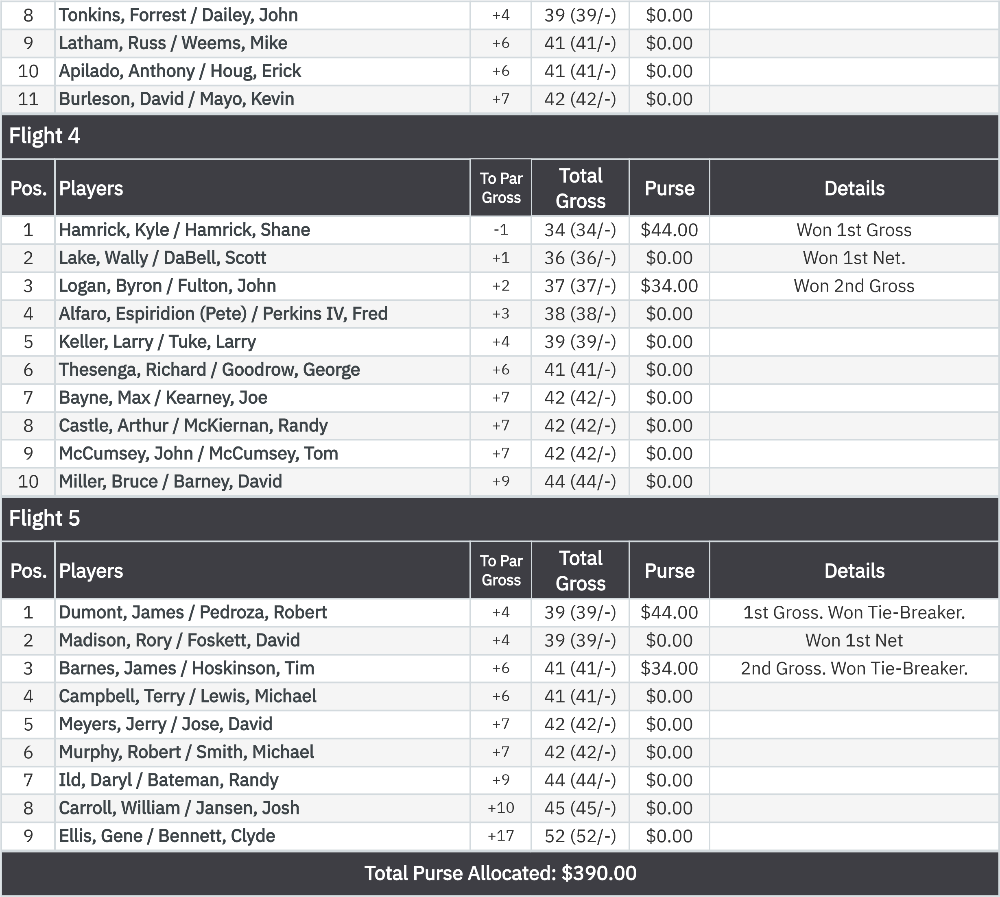 8 Tonkins, Forrest / Dailey, John +4 39 (39/-) $0.00
9 Latham, Russ / Weems, Mike +6 41 (41/-) $0.00
10 Apilado, Anthony / Houg, Erick +6 41 (41/-) $0.00
11 Burleson, David / Mayo, Kevin +7 42 (42/-) $0.00
Flight 4
Pos. Players To Par Gross Total Gross Purse Details
1 Hamrick, Kyle / Hamrick, Shane -1 34 (34/-) $44.00 Won 1st Gross
2 Lake, Wally / DaBell, Scott +1 36 (36/-) $0.00 Won 1st Net.
3 Logan, Byron / Fulton, John +2 37 (37/-) $34.00 Won 2nd Gross
4 Alfaro, Espiridion (Pete) / Perkins IV, Fred +3 38 (38/-) $0.00
5 Keller, Larry / Tuke, Larry +4 39 (39/-) $0.00
6 Thesenga, Richard / Goodrow, George +6 41 (41/-) $0.00
7 Bayne, Max / Kearney, Joe +7 42 (42/-) $0.00
8 Castle, Arthur / McKiernan, Randy +7 42 (42/-) $0.00
9 McCumsey, John / McCumsey, Tom +7 42 (42/-) $0.00
10 Miller, Bruce / Barney, David +9 44 (44/-) $0.00
Flight 5
Pos. Players To Par Gross Total Gross Purse Details
1 Dumont, James / Pedroza, Robert +4 39 (39/-) $44.00 1st Gross. Won Tie-Breaker.
2 Madison, Rory / Foskett, David +4 39 (39/-) $0.00 Won 1st Net
3 Barnes, James / Hoskinson, Tim +6 41 (41/-) $34.00 2nd Gross. Won Tie-Breaker.
4 Campbell, Terry / Lewis, Michael +6 41 (41/-) $0.00
5 Meyers, Jerry / Jose, David +7 42 (42/-) $0.00
6 Murphy, Robert / Smith, Michael +7 42 (42/-) $0.00
7 Ild, Daryl / Bateman, Randy +9 44 (44/-) $0.00
8 Carroll, William / Jansen, Josh +10 45 (45/-) $0.00
9 Ellis, Gene / Bennett, Clyde +17 52 (52/-) $0.00
Total Purse Allocated: $390.00